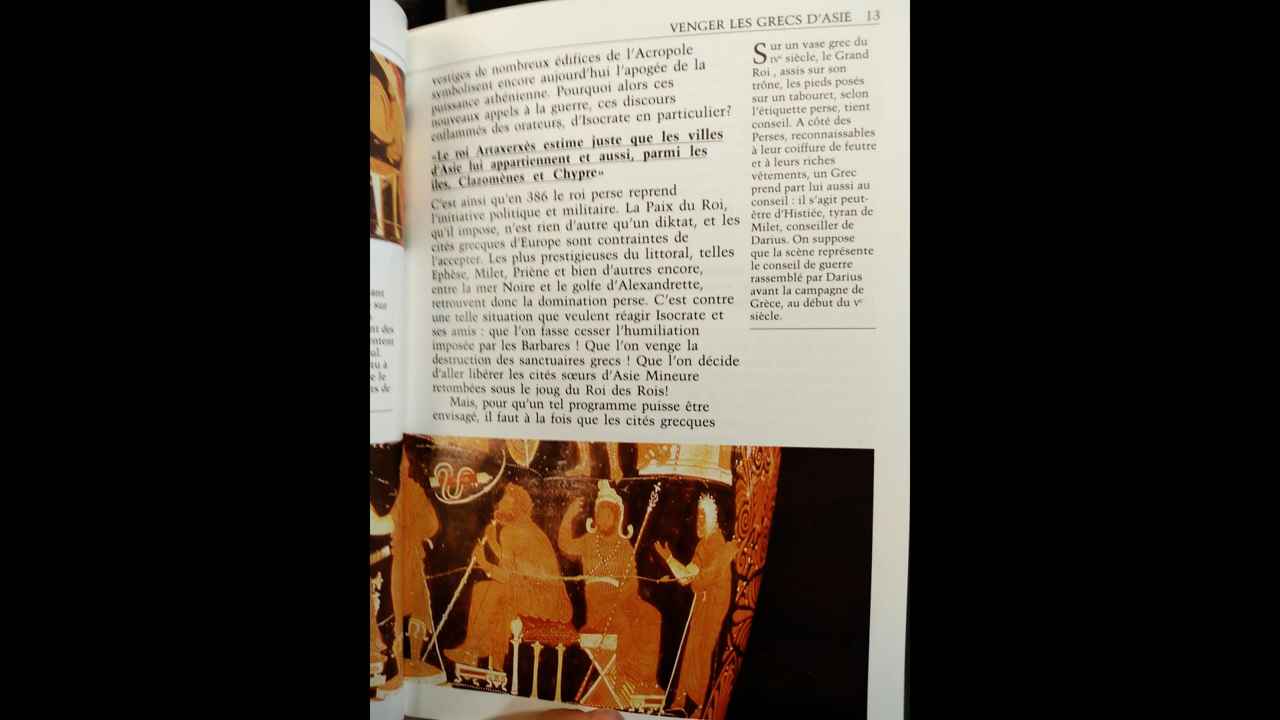 VENGER LES GRECS D'ASIE 13
vestiges de nombreux édifices de l'Acropole
symbolisent encore aujourd'hui l'apogée de la
puissance athénienne. Pourquoi alors ces
nouveaux appels à la guerre, ces discours
enflammés des orateurs, d'Isocrate en particulier?
«Le roi Artaxerxès estime juste que les villes
d'Asie lui appartiennent et aussi, parmi les
îles, Clazomènes et Chypre»
C'est ainsi qu'en 386 le roi perse reprend
l'initiative politique et militaire. La Paix du Roi,
qu'il impose, n'est rien d'autre qu'un diktat, et les
cités grecques d'Europe sont contraintes de
l'accepter. Les plus prestigieuses du littoral, telles
Ephèse, Milet, Priène et bien d'autres encore,
entre la mer Noire et le golfe d'Alexandrette,
retrouvent donc la domination perse. C'est contre
une telle situation que veulent réagir Isocrate et
ses amis : que l'on fasse cesser l'humiliation
imposée par les Barbares ! Que l'on venge la
destruction des sanctuaires grecs ! Que l'on décide
d'aller libérer les cités sœurs d'Asie Mineure
retombées sous le joug du Roi des Rois!
Mais, pour qu'un tel programme puisse être
envisagé, il faut à la fois que les cités grecques
Sur un vase grec du
IVe siècle, le Grand
Roi , assis sur son
trône, les pieds posés
sur un tabouret, selon
l'étiquette perse, tient
conseil. A côté des
Perses, reconnaissables
à leur coiffure de feutre
et à leurs riches
vêtements, un Grec
prend part lui aussi au
conseil : il s'agit peut-
être d'Histiée, tyran de
Milet, conseiller de
Darius. On suppose
que la scène représente
le conseil de guerre
rassemblé par Darius
avant la campagne de
Grèce, au début du Ve
siècle.